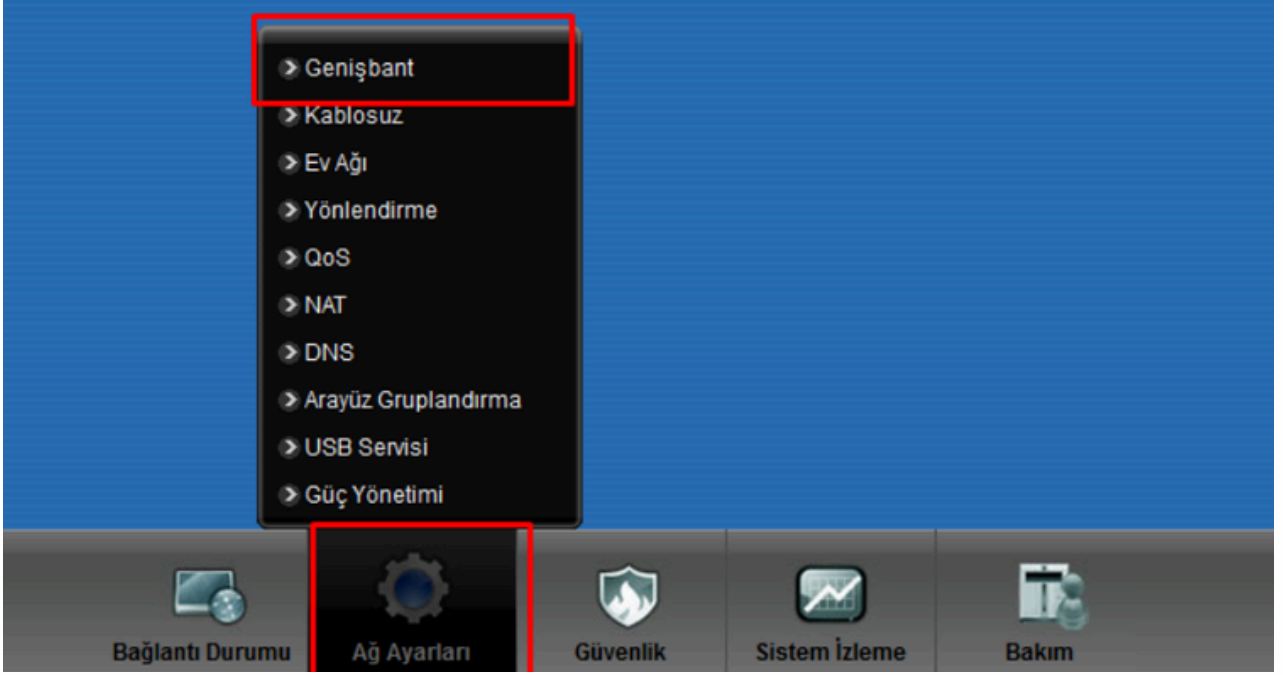 Genişbant
Kablosuz
Ev Ağı
Yönlendirme
QoS
NAT
DNS
Arayüz Gruplandırma
USB Servisi
Güç Yönetimi
Bağlantı Durumu
Ağ Ayarları
Güvenlik
Sistem İzleme
Bakım